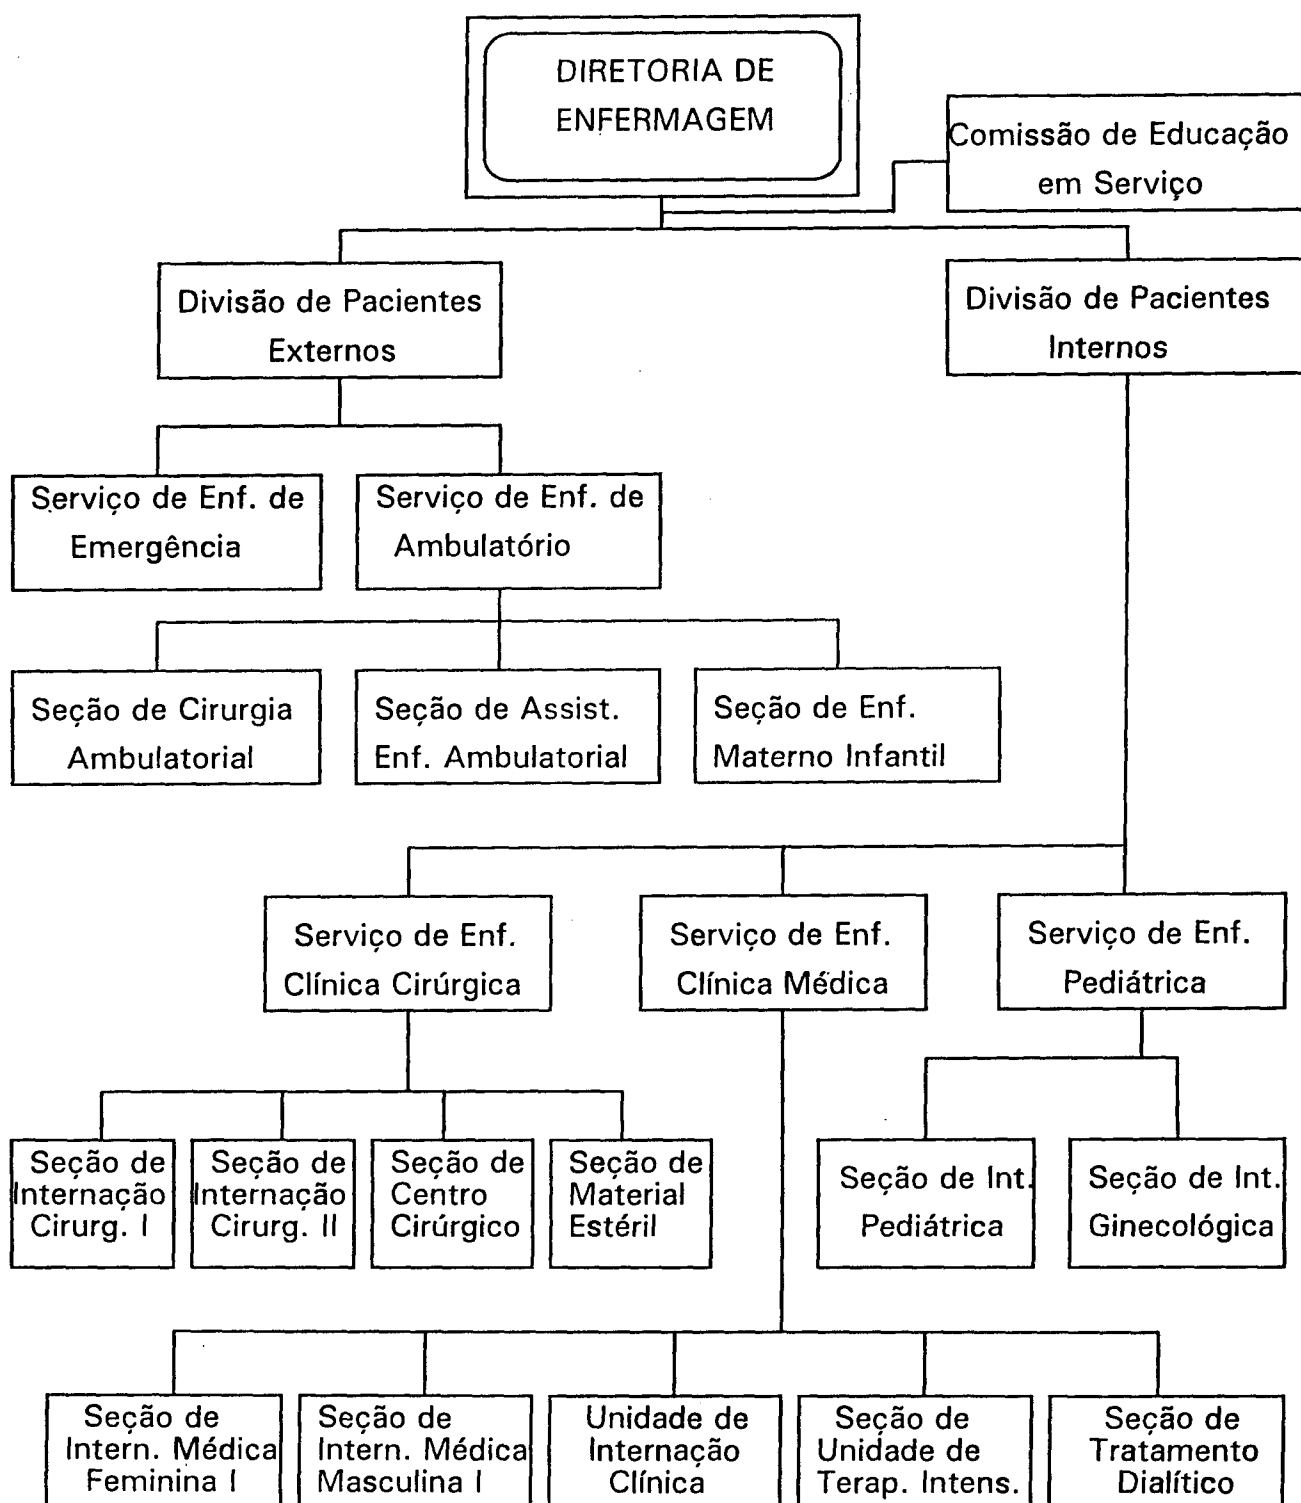 DIRETORIA DE
ENFERMAGEM
Comissão de Educação
em Serviço
Divisão de Pacientes
Externos
Divisão de Pacientes
Internos
Serviço de Enf. de
Emergência
Serviço de Enf. de
Ambulatório
Seção de Cirurgia
Ambulatorial
Seção de Assist.
Enf. Ambulatorial
Seção de Enf.
Materno Infantil
Serviço de Enf.
Clínica Cirúrgica
Serviço de Enf.
Clínica Médica
Serviço de Enf.
Pediátrica
Seção de
Internação
Cirurg. I
Seção de
Internação
Cirurg. II
Seção de
Centro
Cirúrgico
Seção de
Material
Estéril
Seção de Int.
Pediátrica
Seção de Int.
Ginecológica
Seção de
Intern. Médica
Feminina I
Seção de
Intern. Médica
Masculina I
Unidade de
Internação
Clínica
Seção de
Unidade de
Terap. Intens.
Seção de
Tratamento
Dialítico